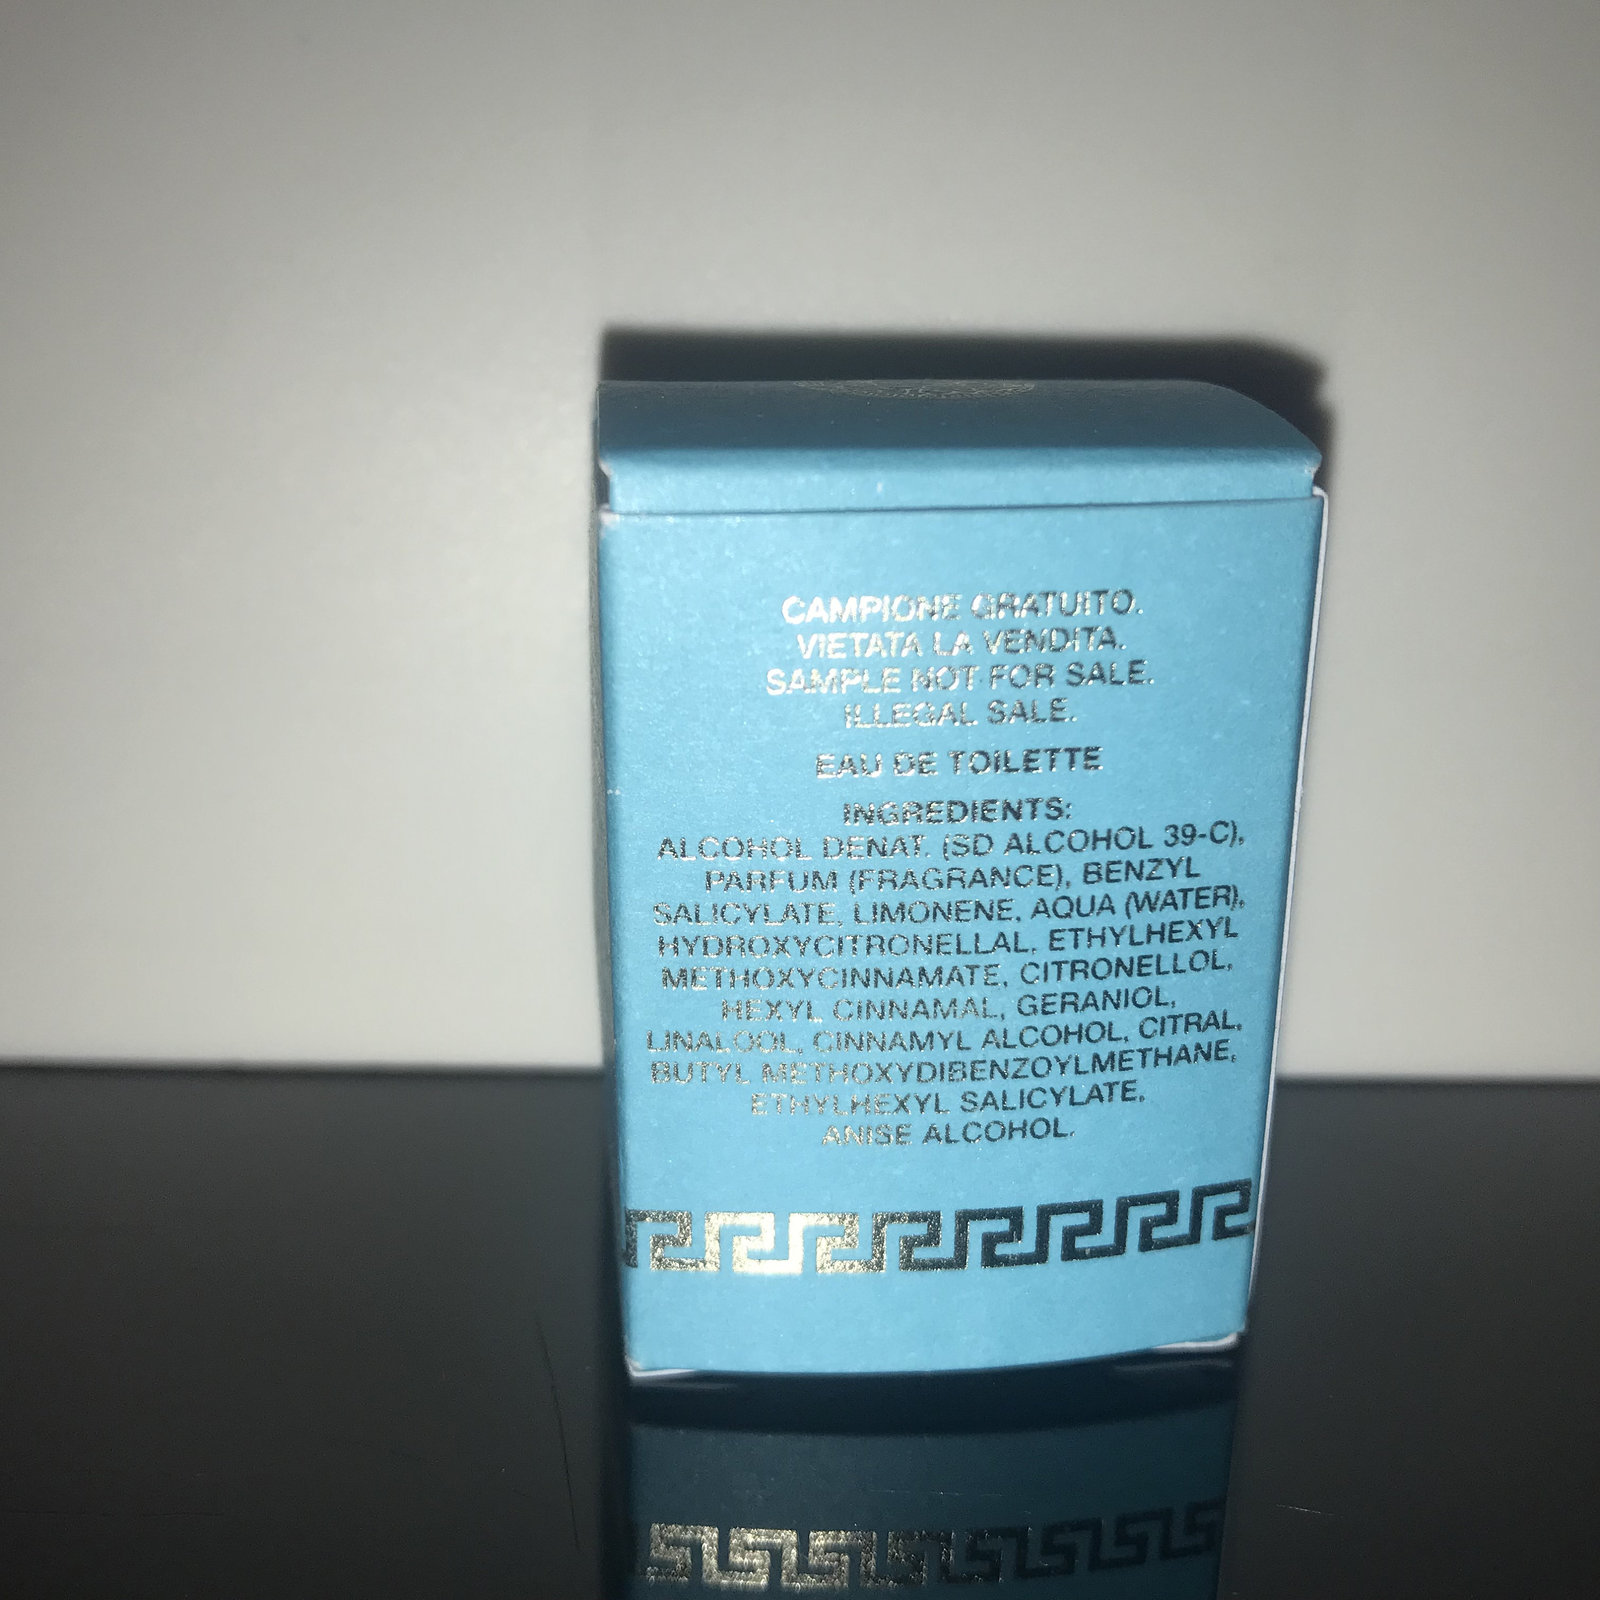 CAMPIONE GRATUITO.
VIETATA LA VENDITA.
SAMPLE NOT FOR SALE.
ILLEGAL SALE.
EAU DE TOILETTE
INGREDIENTS:
ALCOHOL DENAT. (SD ALCOHOL 39-C),
PARFUM (FRAGRANCE), BENZYL
SALICYLATE, LIMONENE, AQUA (WATER),
HYDROXYCITRONELLAL, ETHYLHEXYL
METHOXYCINNAMATE, CITRONELLOL,
HEXYL CINNAMAL, GERANIOL,
LINALOOL, CINNAMYL ALCOHOL, CITRAL,
BUTYL METHOXYDIBENZOYLMETHANE,
ETHYLHEXYL SALICYLATE,
ANISE ALCOHOL.